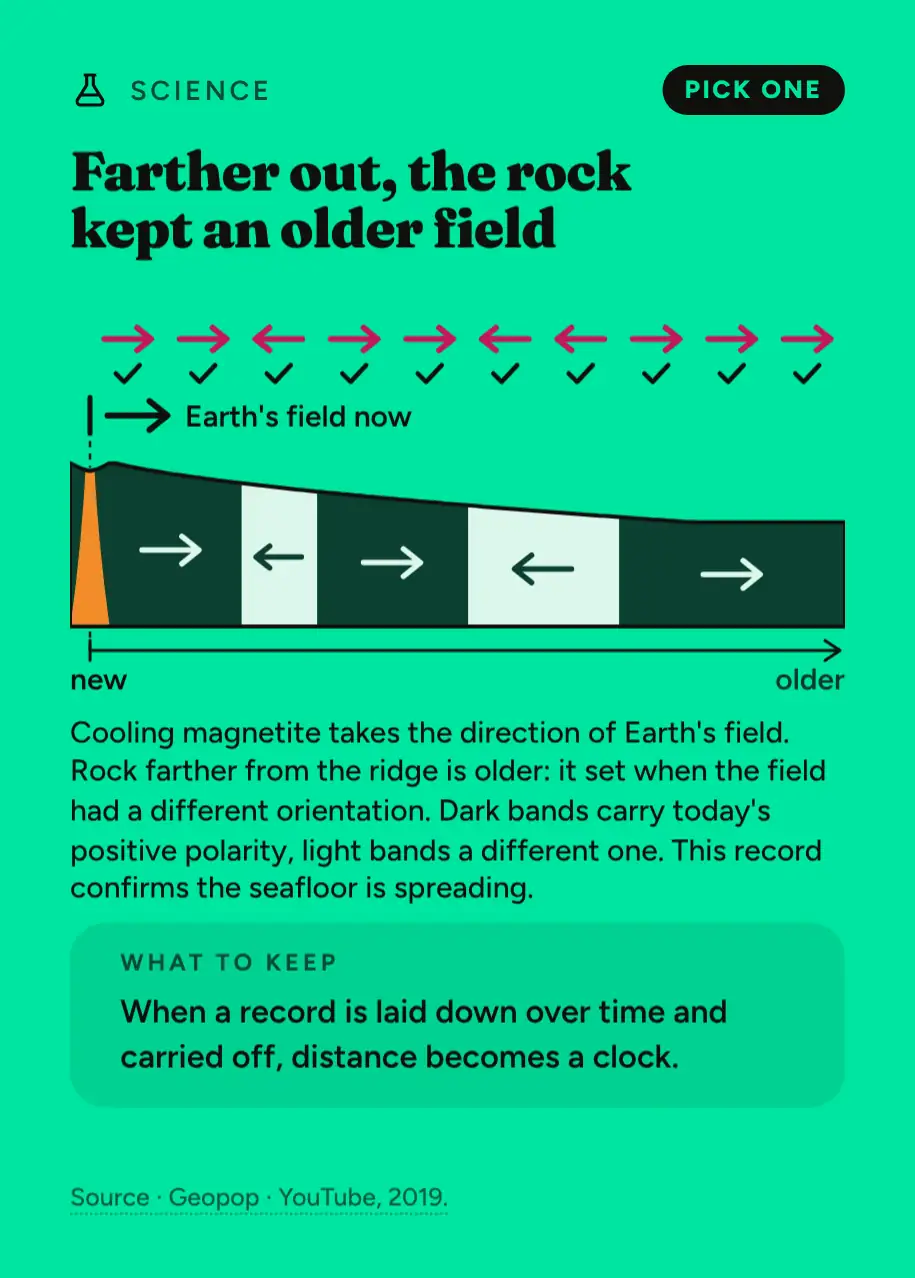 SCIENCE
PICK ONE
Farther out, the rock
kept an older field
Earth's field now
new
older
Cooling magnetite takes the direction of Earth's field.
Rock farther from the ridge is older: it set when the field
had a different orientation. Dark bands carry today's
positive polarity, light bands a different one. This record
confirms the seafloor is spreading.
WHAT TO KEEP
When a record is laid down over time and
carried off, distance becomes a clock.
Source · Geopop · YouTube, 2019.